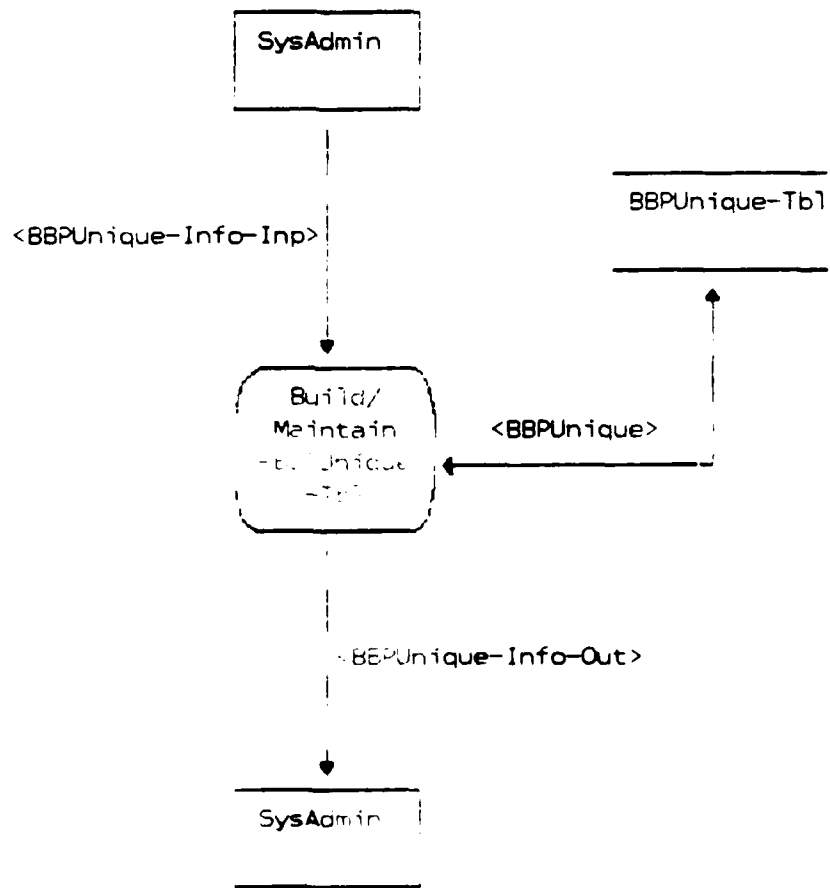 SysAdmin
BBPUnique-Tbl
<BBPUnique-Info-Inp>
Build/
Maintain
<BBPUnique>
<BBPUnique-Info-Out>
SysAdmin